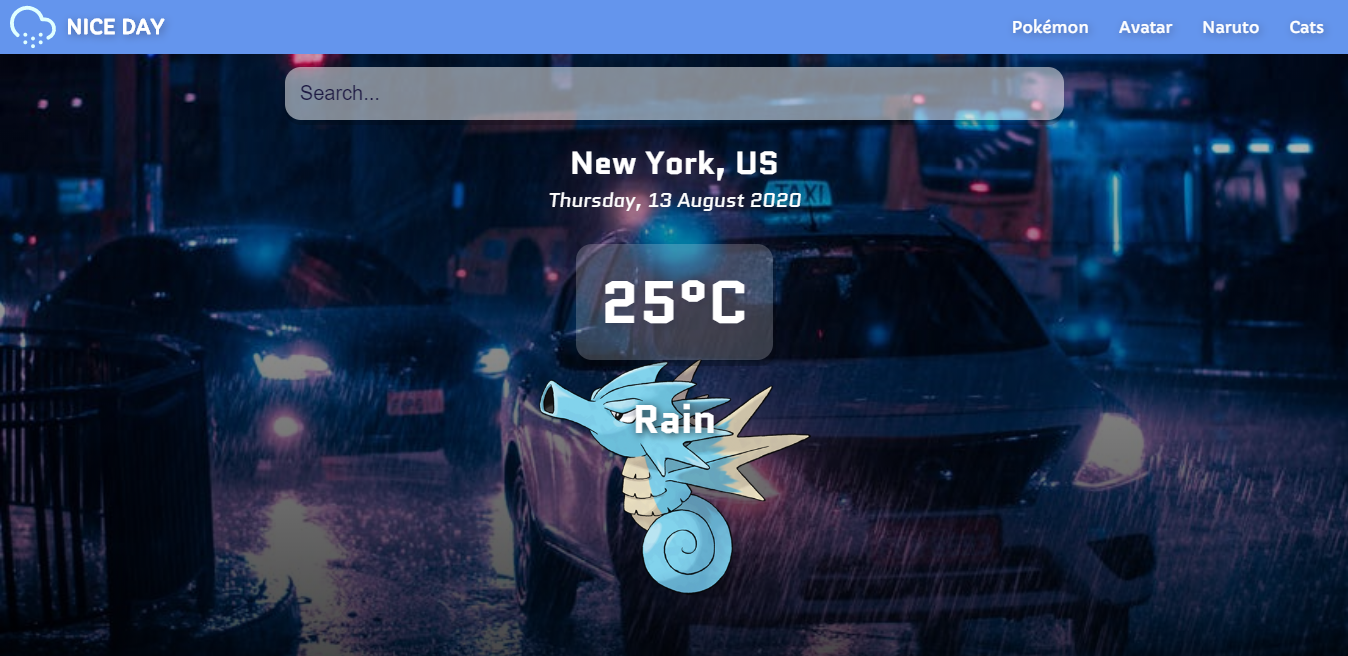 NICE DAY
Pokémon Avatar Naruto Cats
Search...
New York, US
Thursday, 13 August 2020
TAXI
25°C
Rain